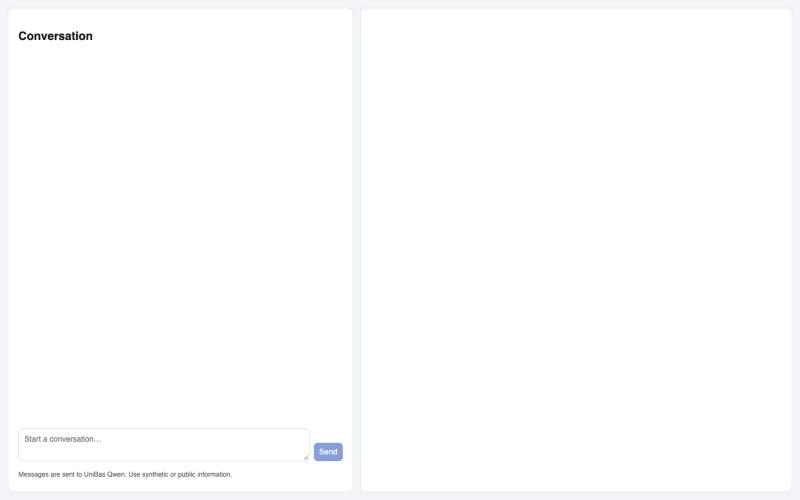 Conversation
Start a conversation…
Send
Messages are sent to UniBas Qwen. Use synthetic or public information.